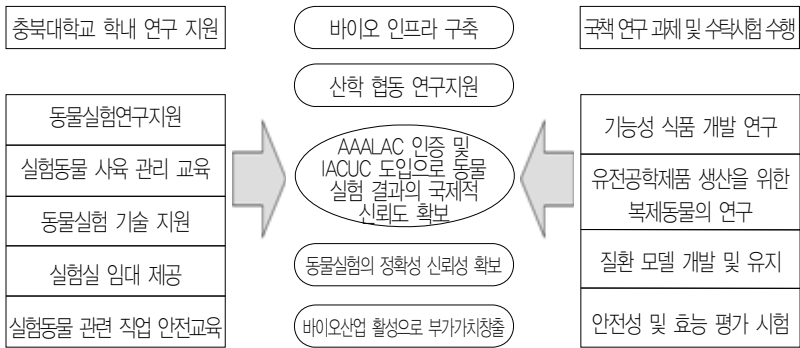 충북대학교 학내 연구 지원
동물실험연구지원
실험동물 사육 관리 교육
동물실험 기술 지원
실험실 임대 제공
실험동물 관련 직업 안전교육
바이오 인프라 구축
산학 협동 연구지원
AAALAC 인증 및
IACUC 도입으로 동물
실험 결과의 국제적
신뢰도 확보
동물실험의 정확성 신뢰성 확보
바이오산업 활성으로 부가가치창출
국책 연구 과제 및 수탁시험 수행
기능성 식품 개발 연구
유전공학제품 생산을 위한
복제동물의 연구
질환 모델 개발 및 유지
안전성 및 효능 평가 시험